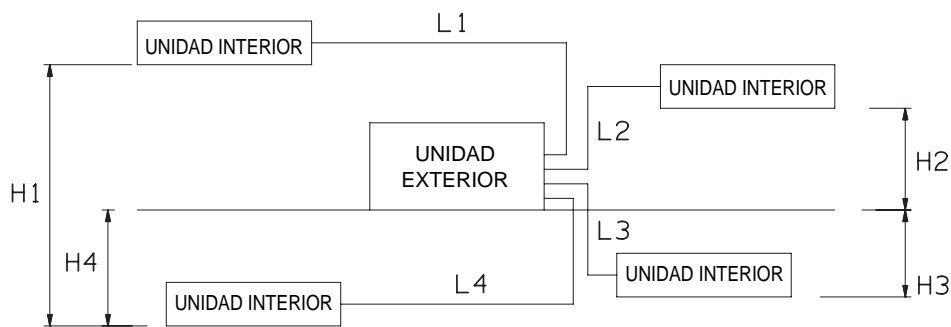 L1
UNIDAD INTERIOR
UNIDAD INTERIOR
L2
UNIDAD
EXTERIOR
H2
H1
L3
H4
UNIDAD INTERIOR
H3
UNIDAD INTERIOR
L4